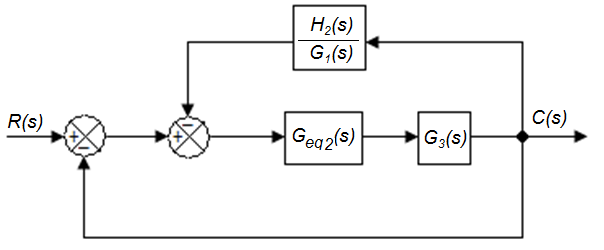 H₂(s)
G₁(s)
R(s)
+
−
+
−
Geq₂(s)
G₃(s)
C(s)